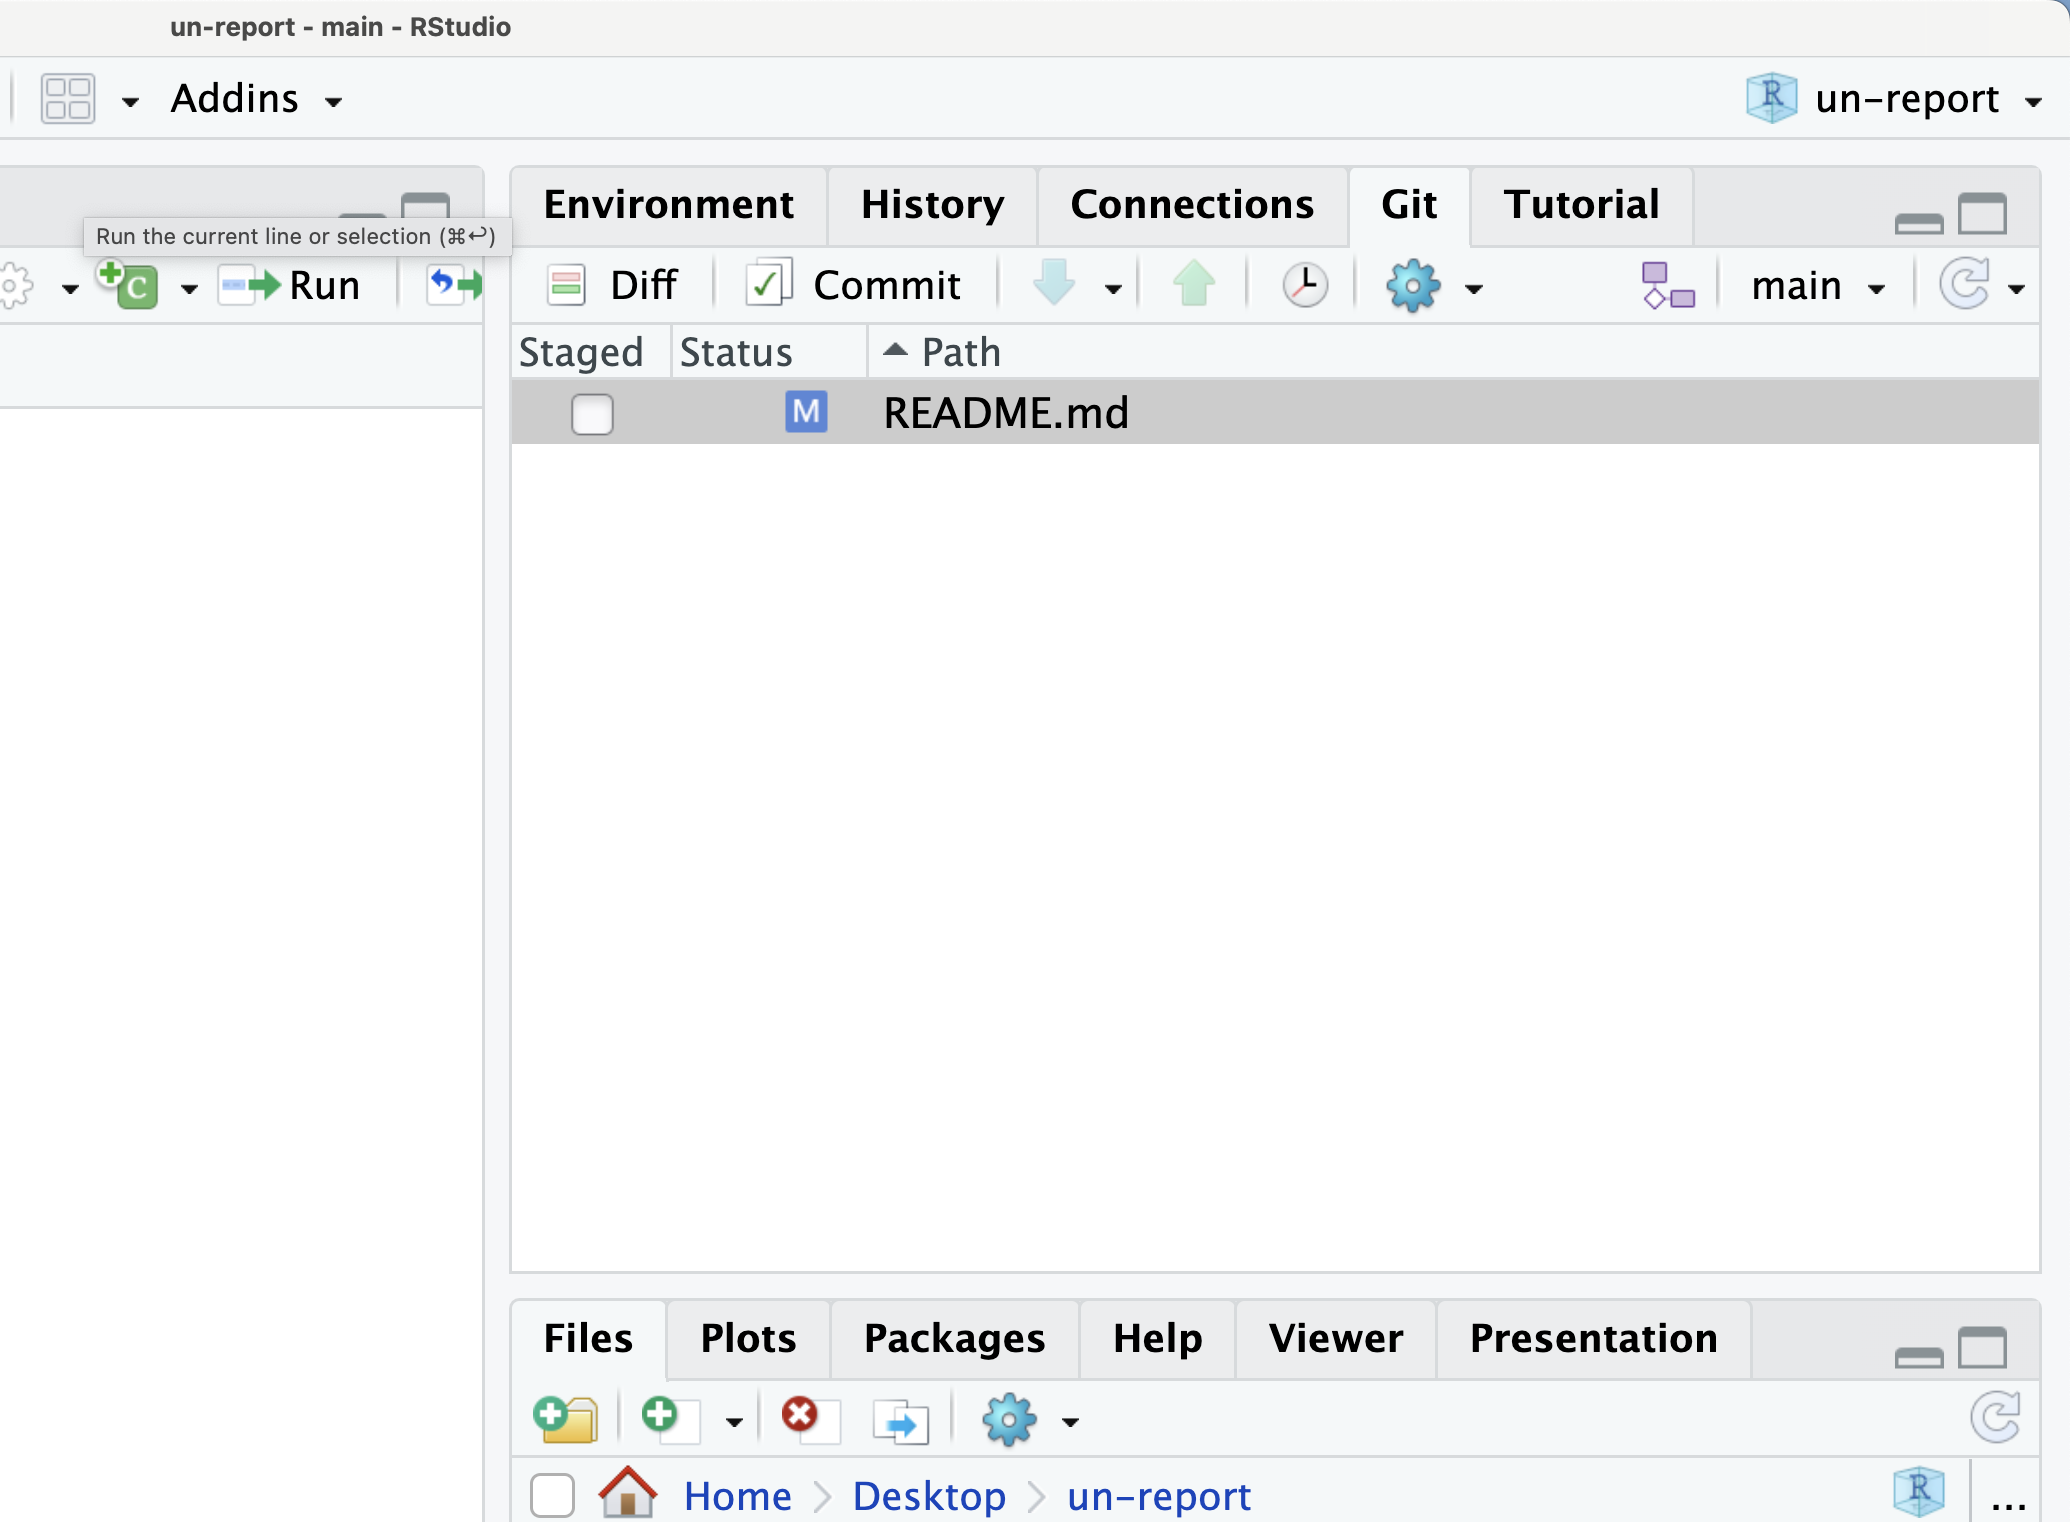 un-report - main - RStudio
Addins
un-report
Environment History Connections Git Tutorial
Run the current line or selection (⌘↩)
C Run Diff Commit main
Staged Status Path
M README.md
Files Plots Packages Help Viewer Presentation
Home Desktop un-report R ...